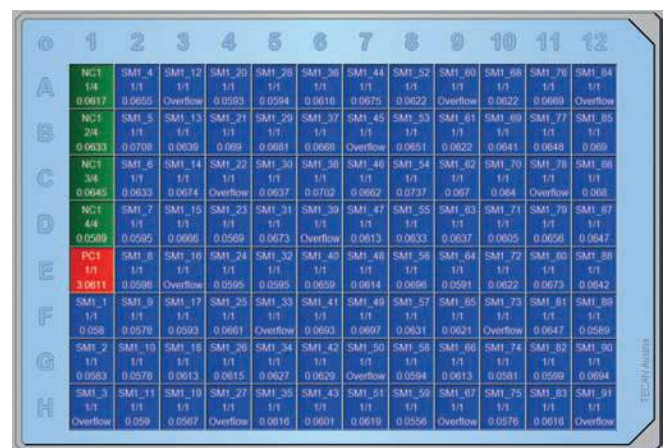 1 2 3 4 5 6 7 8 9 10 11 12
A
NC1 SM1_4 SM1_12 SM1_20 SM1_28 SM1_36 SM1_44 SM1_52 SM1_60 SM1_68 SM1_76 SM1_84
1/4 1/1 1/1 1/1 1/1 1/1 1/1 1/1 1/1 1/1 1/1 1/1
0.0617 0.0655 Overflow 0.0593 0.0594 0.0616 0.0675 0.0622 Overflow 0.0622 0.0669 Overflow
B
NC1 SM1_5 SM1_13 SM1_21 SM1_29 SM1_37 SM1_45 SM1_53 SM1_61 SM1_69 SM1_77 SM1_85
2/4 1/1 1/1 1/1 1/1 1/1 1/1 1/1 1/1 1/1 1/1 1/1
0.0633 0.0708 0.0639 0.069 0.0681 0.0668 Overflow 0.0651 0.0622 0.0641 0.0648 0.069
C
NC1 SM1_6 SM1_14 SM1_22 SM1_30 SM1_38 SM1_46 SM1_54 SM1_62 SM1_70 SM1_78 SM1_86
3/4 1/1 1/1 1/1 1/1 1/1 1/1 1/1 1/1 1/1 1/1 1/1
0.0645 0.0633 0.0674 Overflow 0.0637 0.0702 0.0662 0.0737 0.067 0.064 Overflow 0.068
D
NC1 SM1_7 SM1_15 SM1_23 SM1_31 SM1_39 SM1_47 SM1_55 SM1_63 SM1_71 SM1_79 SM1_87
4/4 1/1 1/1 1/1 1/1 1/1 1/1 1/1 1/1 1/1 1/1 1/1
0.0589 0.0595 0.0666 0.0569 0.0673 Overflow 0.0613 0.0633 0.0637 0.0605 0.0656 0.0647
E
PC1 SM1_8 SM1_16 SM1_24 SM1_32 SM1_40 SM1_48 SM1_56 SM1_64 SM1_72 SM1_80 SM1_88
1/1 1/1 1/1 1/1 1/1 1/1 1/1 1/1 1/1 1/1 1/1 1/1
3.0611 0.0598 Overflow 0.0595 0.0595 0.0659 0.0614 0.0696 0.0591 0.0622 0.0673 0.0642
F
SM1_1 SM1_9 SM1_17 SM1_25 SM1_33 SM1_41 SM1_49 SM1_57 SM1_65 SM1_73 SM1_81 SM1_89
1/1 1/1 1/1 1/1 1/1 1/1 1/1 1/1 1/1 1/1 1/1 1/1
0.058 0.0578 0.0593 0.0661 Overflow 0.0693 0.0697 0.0631 0.0621 Overflow 0.0647 0.0589
G
SM1_2 SM1_10 SM1_18 SM1_26 SM1_34 SM1_42 SM1_50 SM1_58 SM1_66 SM1_74 SM1_82 SM1_90
1/1 1/1 1/1 1/1 1/1 1/1 1/1 1/1 1/1 1/1 1/1 1/1
0.0583 0.0578 0.0613 0.0615 0.0627 0.0629 Overflow 0.0594 0.0613 0.0581 0.0599 0.0694
H
SM1_3 SM1_11 SM1_19 SM1_27 SM1_35 SM1_43 SM1_51 SM1_59 SM1_67 SM1_75 SM1_83 SM1_91
1/1 1/1 1/1 1/1 1/1 1/1 1/1 1/1 1/1 1/1 1/1 1/1
Overflow 0.059 0.0567 Overflow 0.0616 0.0601 0.0619 0.0556 Overflow 0.0576 0.0616 Overflow
TECAN Austria